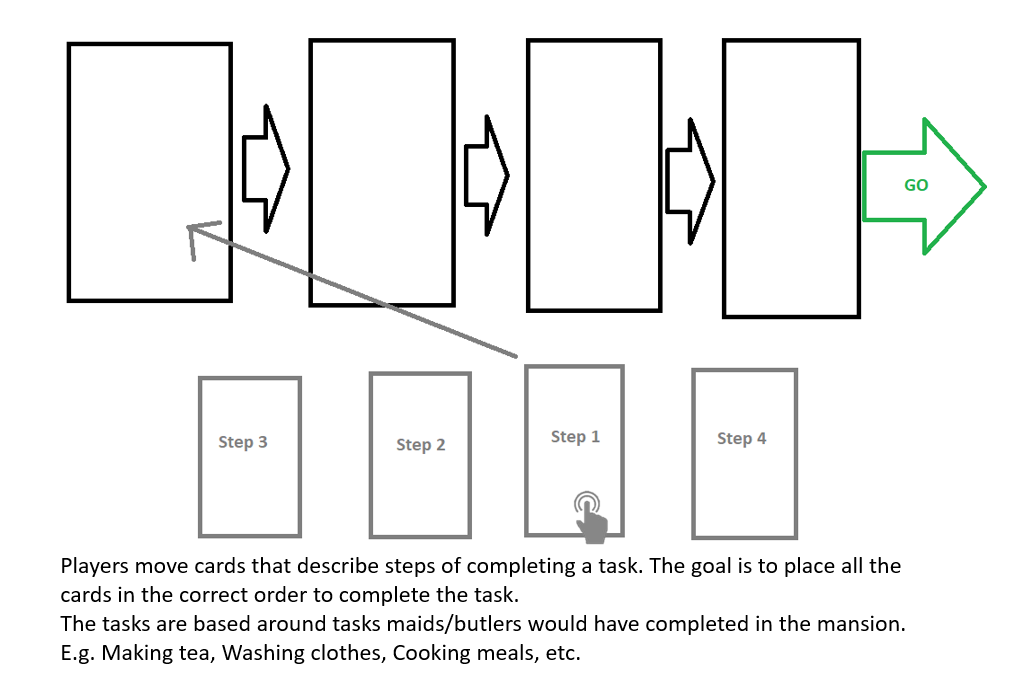 GO
Step 3
Step 2
Step 1
Step 4
Players move cards that describe steps of completing a task. The goal is to place all the
cards in the correct order to complete the task.
The tasks are based around tasks maids/butlers would have completed in the mansion.
E.g. Making tea, Washing clothes, Cooking meals, etc.